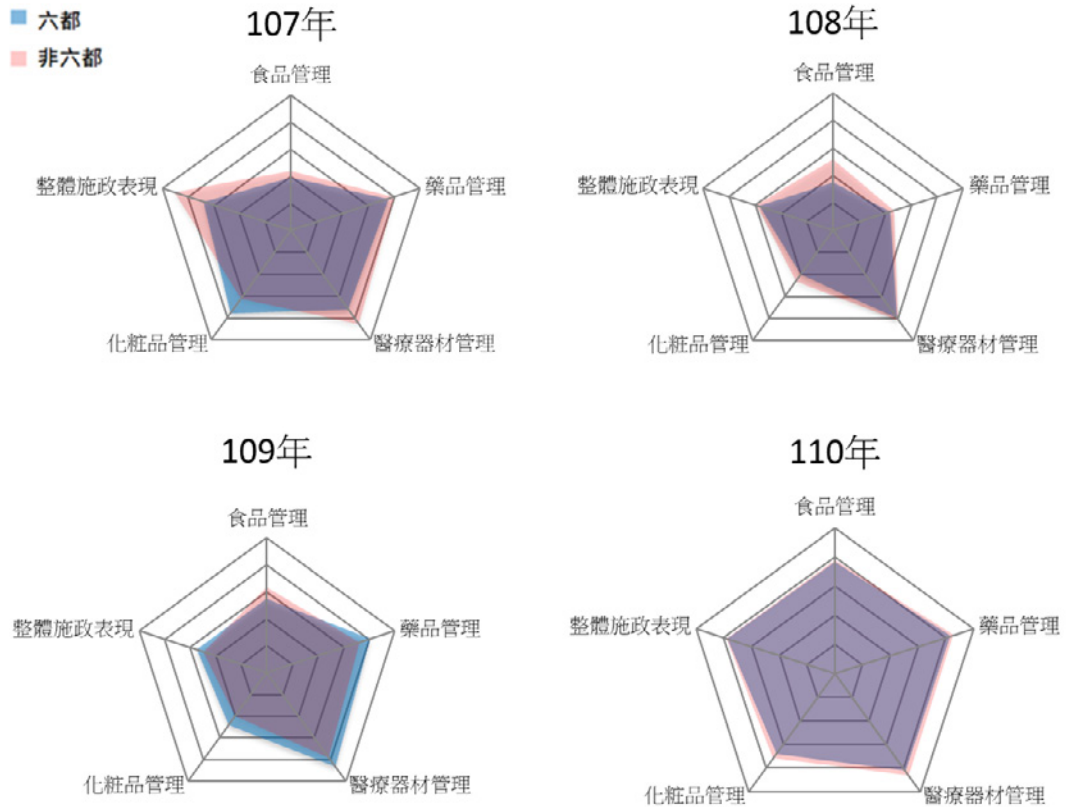 六都
非六都
107年
食品管理
藥品管理
醫療器材管理
化粧品管理
整體施政表現
108年
食品管理
藥品管理
醫療器材管理
化粧品管理
整體施政表現
109年
食品管理
藥品管理
醫療器材管理
化粧品管理
整體施政表現
110年
食品管理
藥品管理
醫療器材管理
化粧品管理
整體施政表現